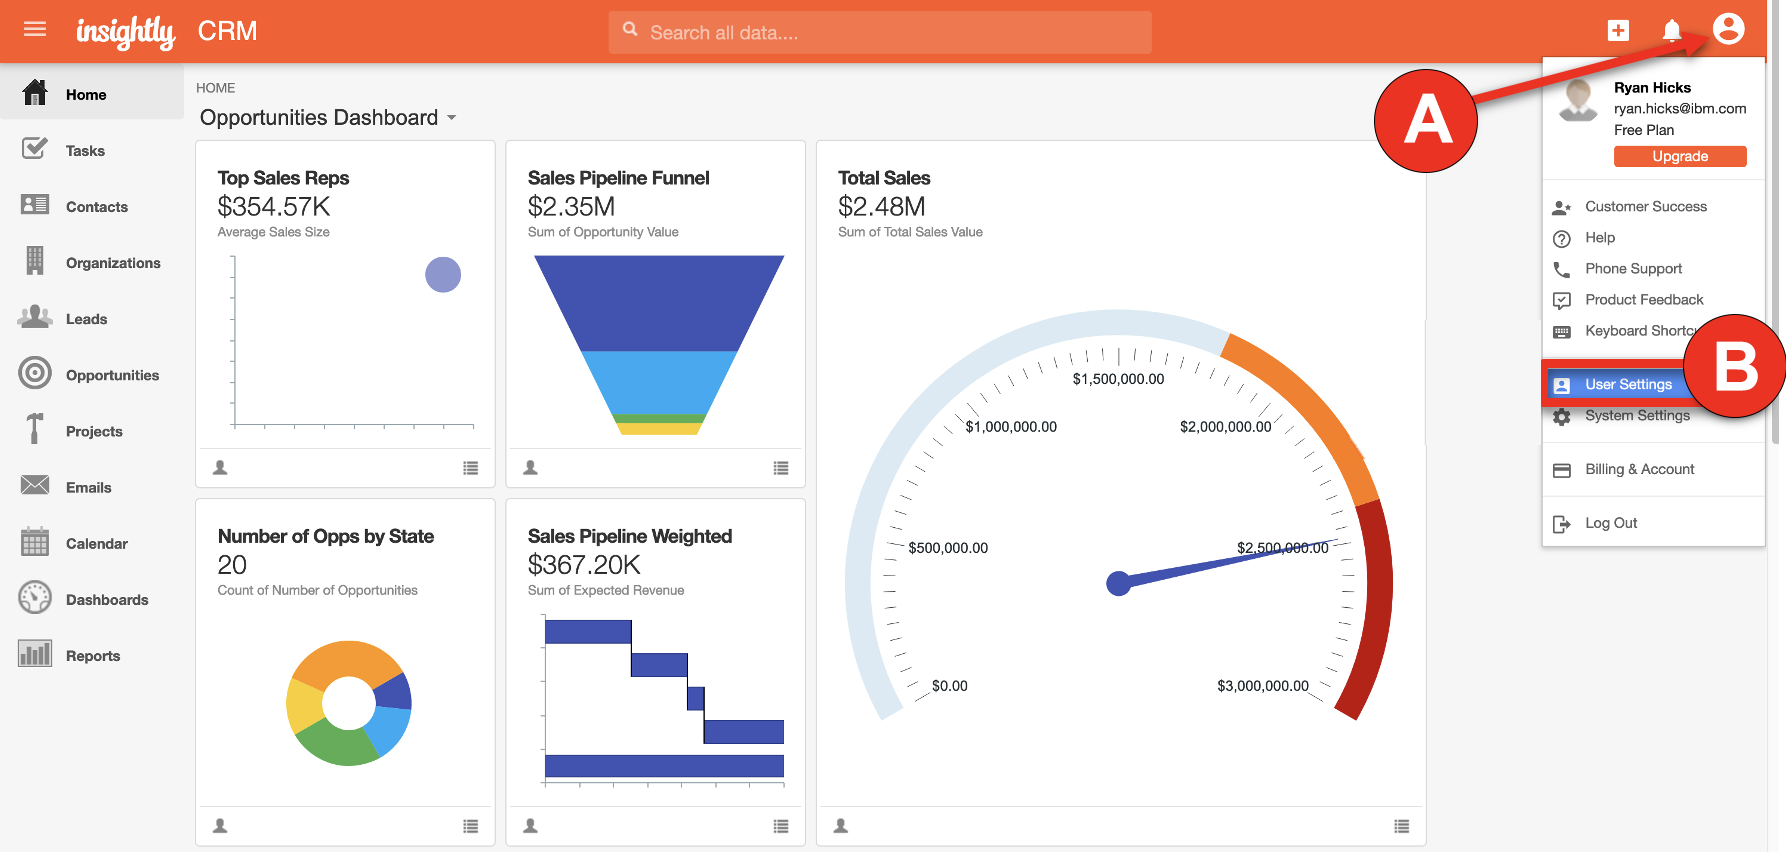 insightly CRM
Search all data....
Home
Tasks
Contacts
Organizations
Leads
Opportunities
Projects
Emails
Calendar
Dashboards
Reports
HOME
Opportunities Dashboard
Top Sales Reps
$354.57K
Average Sales Size
Sales Pipeline Funnel
$2.35M
Sum of Opportunity Value
Total Sales
$2.48M
Sum of Total Sales Value
$0.00
$500,000.00
$1,000,000.00
$1,500,000.00
$2,000,000.00
$2,500,000.00
$3,000,000.00
Number of Opps by State
20
Count of Number of Opportunities
Sales Pipeline Weighted
$367.20K
Sum of Expected Revenue
A
Ryan Hicks
ryan.hicks@ibm.com
Free Plan
Upgrade
Customer Success
Help
Phone Support
Product Feedback
Keyboard Shortc
B
User Settings
System Settings
Billing & Account
Log Out